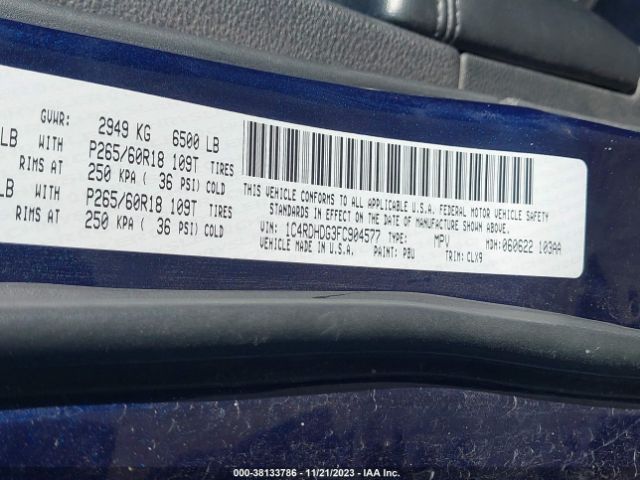 GVWR: 2949 KG 6500 LB
LB WITH P265/60R18 109T TIRES
RIMS AT 250 KPA ( 36 PSI) COLD
LB WITH P265/60R18 109T TIRES
RIMS AT 250 KPA ( 36 PSI) COLD
THIS VEHICLE CONFORMS TO ALL APPLICABLE U.S.A. FEDERAL MOTOR VEHICLE SAFETY
STANDARDS IN EFFECT ON THE DATE OF MANUFACTURE SHOWN ABOVE.
VIN: 1C4RDHDG3FC904577 TYPE: MPV MDH: 060622 103AA
VEHICLE MADE IN U.S.A. PAINT: PBU TRIM: CLX9
000-38133786 - 11/21/2023 - IAA Inc.